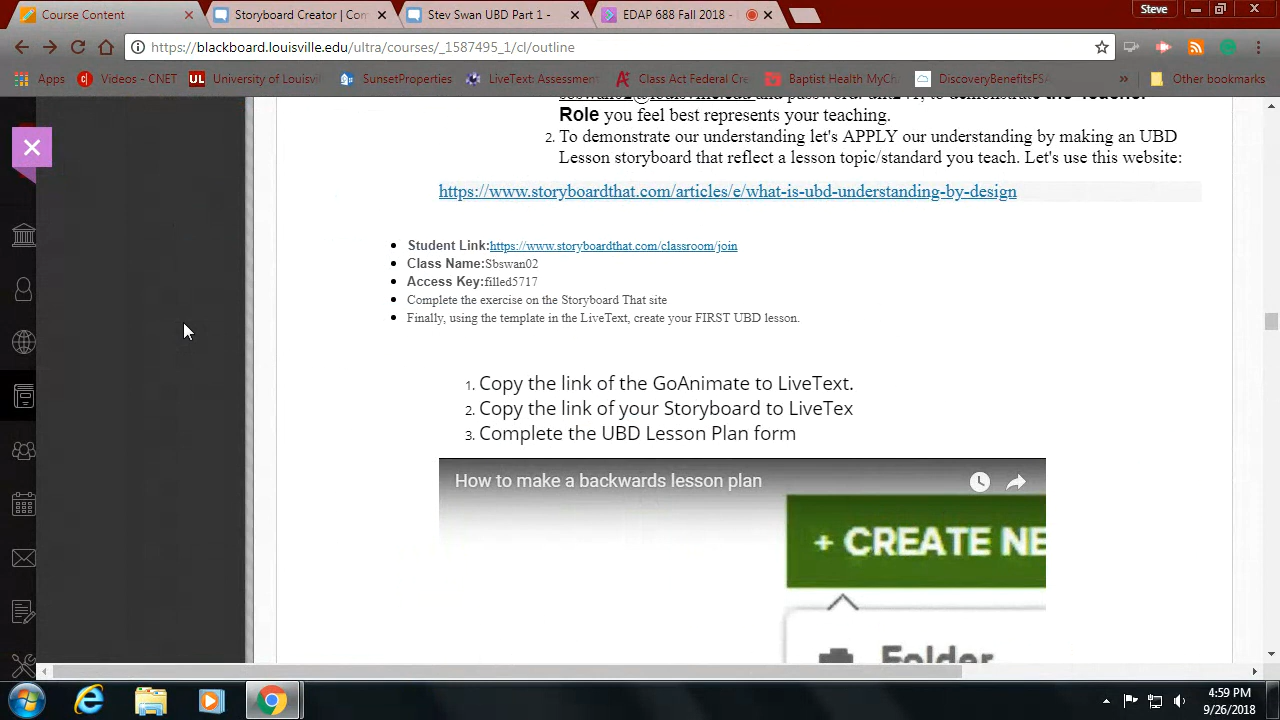 Course Content
Storyboard Creator | Com
Stev Swan UBD Part 1
EDAP 688 Fall 2018 -
Steve
https://blackboard.louisville.edu/ultra/courses/_1587495_1/cl/outline
Apps
Videos - CNET
University of Louisvill
SunsetProperties
LiveText: Assessment
Class Act Federal Cre
Baptist Health MyCh
DiscoveryBenefitsFSA
Other bookmarks
Role you feel best represents your teaching.
2. To demonstrate our understanding let's APPLY our understanding by making an UBD
Lesson storyboard that reflect a lesson topic/standard you teach. Let's use this website:
https://www.storyboardthat.com/articles/e/what-is-ubd-understanding-by-design
Student Link:https://www.storyboardthat.com/classroom/join
Class Name:Sbswan02
Access Key:filled5717
Complete the exercise on the Storyboard That site
Finally, using the template in the LiveText, create your FIRST UBD lesson.
1. Copy the link of the GoAnimate to LiveText.
2. Copy the link of your Storyboard to LiveTex
3. Complete the UBD Lesson Plan form
How to make a backwards lesson plan
+ CREATE NE
Folder
4:59 PM
9/26/2018